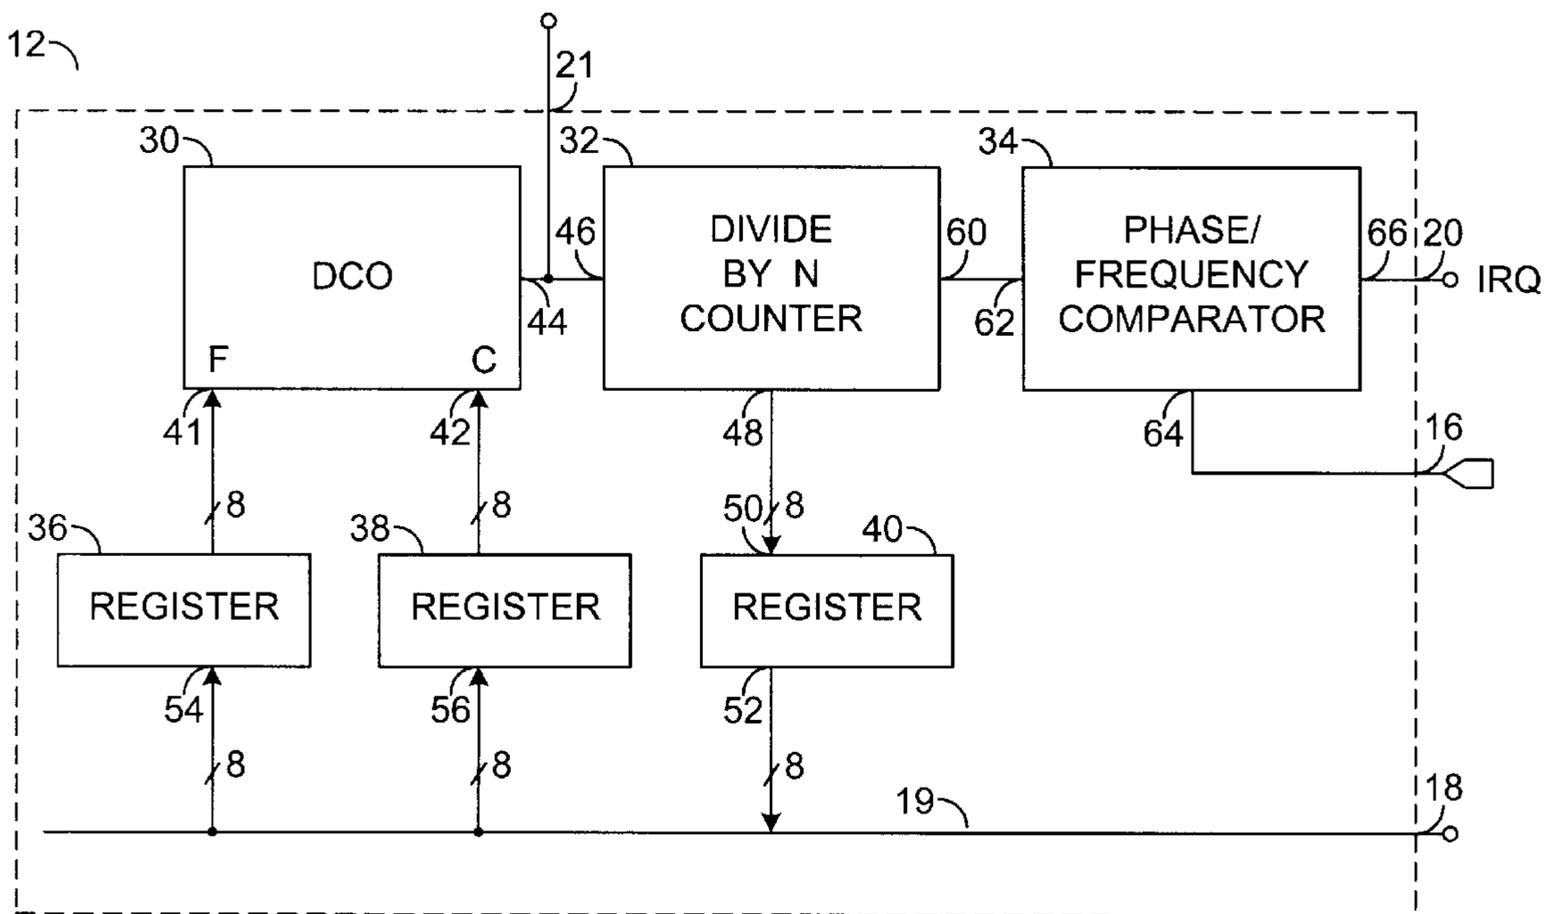 12
21
30
32
34
DCO
F
C
46
44
DIVIDE
BY N
COUNTER
60
62
PHASE/
FREQUENCY
COMPARATOR
66
20
IRQ
41
42
48
64
16
8
8
50
8
36
38
40
REGISTER
REGISTER
REGISTER
54
56
52
8
8
8
19
18